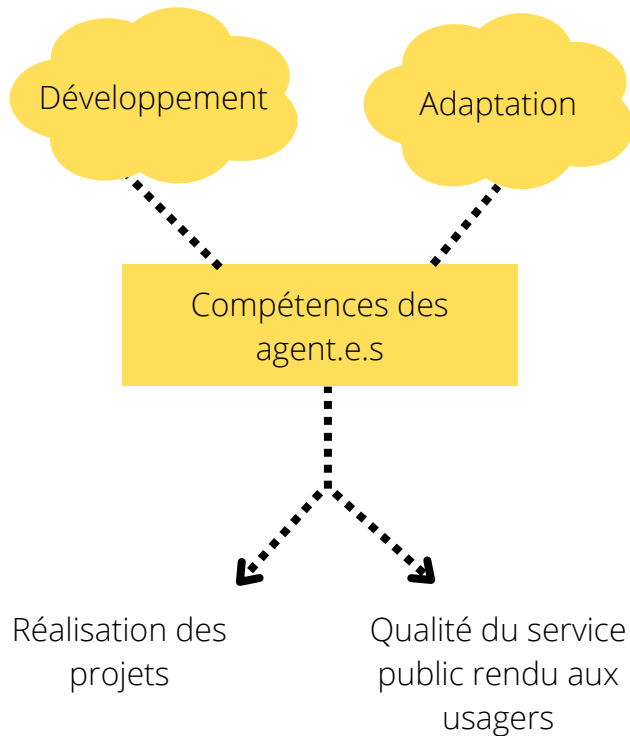 Développement
Adaptation
Compétences des
agent.e.s
Réalisation des
projets
Qualité du service
public rendu aux
usagers